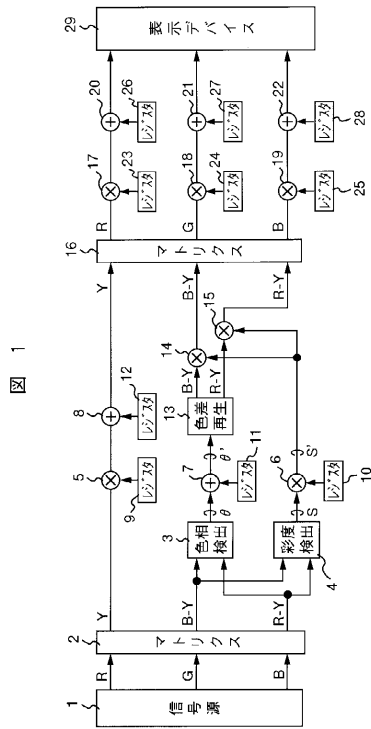 図 1
1
信号源
R
G
B
2
マトリクス
Y
B-Y
R-Y
3
色相検出
4
彩度検出
θ
S
5
レジスタ
9
8
レジスタ
12
7
レジスタ
11
6
レジスタ
10
θ'
S'
13
色差再生
B-Y
R-Y
14
15
Y
B-Y
R-Y
16
マトリクス
R
G
B
17
レジスタ
23
18
レジスタ
24
19
レジスタ
25
20
レジスタ
26
21
レジスタ
27
22
レジスタ
28
29
表示デバイス